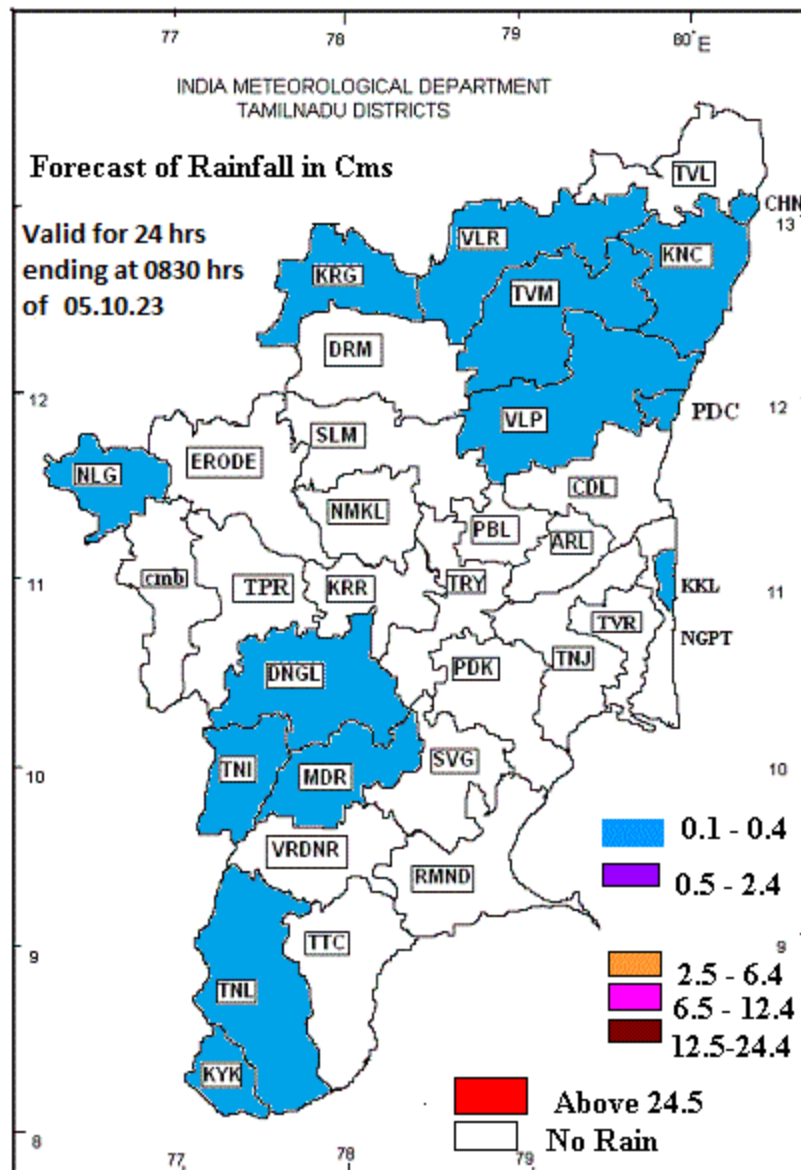 77 78 79 80°E
INDIA METEOROLOGICAL DEPARTMENT
TAMILNADU DISTRICTS
Forecast of Rainfall in Cms
TVL
CHN
13
Valid for 24 hrs
ending at 0830 hrs
of 05.10.23
VLR
KNC
KRG
TVM
DRM
12
12
PDC
VLP
SLM
ERODE
NLG
CDL
NMKL
PBL
ARL
11
cmb
TPR
KRR
TRY
KKL
11
TVR
NGPT
DNGL
PDK
TNJ
10
TNI
MDR
SVG
10
VRDNR
RMND
0.1 - 0.4
0.5 - 2.4
9
TTC
9
TNL
2.5 - 6.4
6.5 - 12.4
12.5-24.4
KYK
Above 24.5
No Rain
8
77 78 79